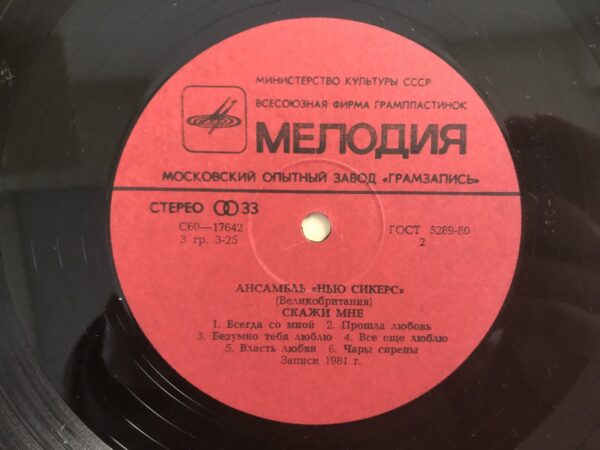 МИНИСТЕРСТВО КУЛЬТУРЫ СССР
ВСЕСОЮЗНАЯ ФИРМА ГРАМПЛАСТИНОК
МЕЛОДИЯ
МОСКОВСКИЙ ОПЫТНЫЙ ЗАВОД «ГРАМЗАПИСЬ»
СТЕРЕО 33
С60—17642 ГОСТ 5289-80
3 гр. 3-25 2
АНСАМБЛЬ «НЬЮ СИКЕРС»
(Великобритания)
СКАЖИ МНЕ
1. Всегда со мной 2. Прошла любовь
3. Безумно тебя люблю 4. Все еще люблю
5. Власть любви 6. Чары сирены
Записи 1981 г.